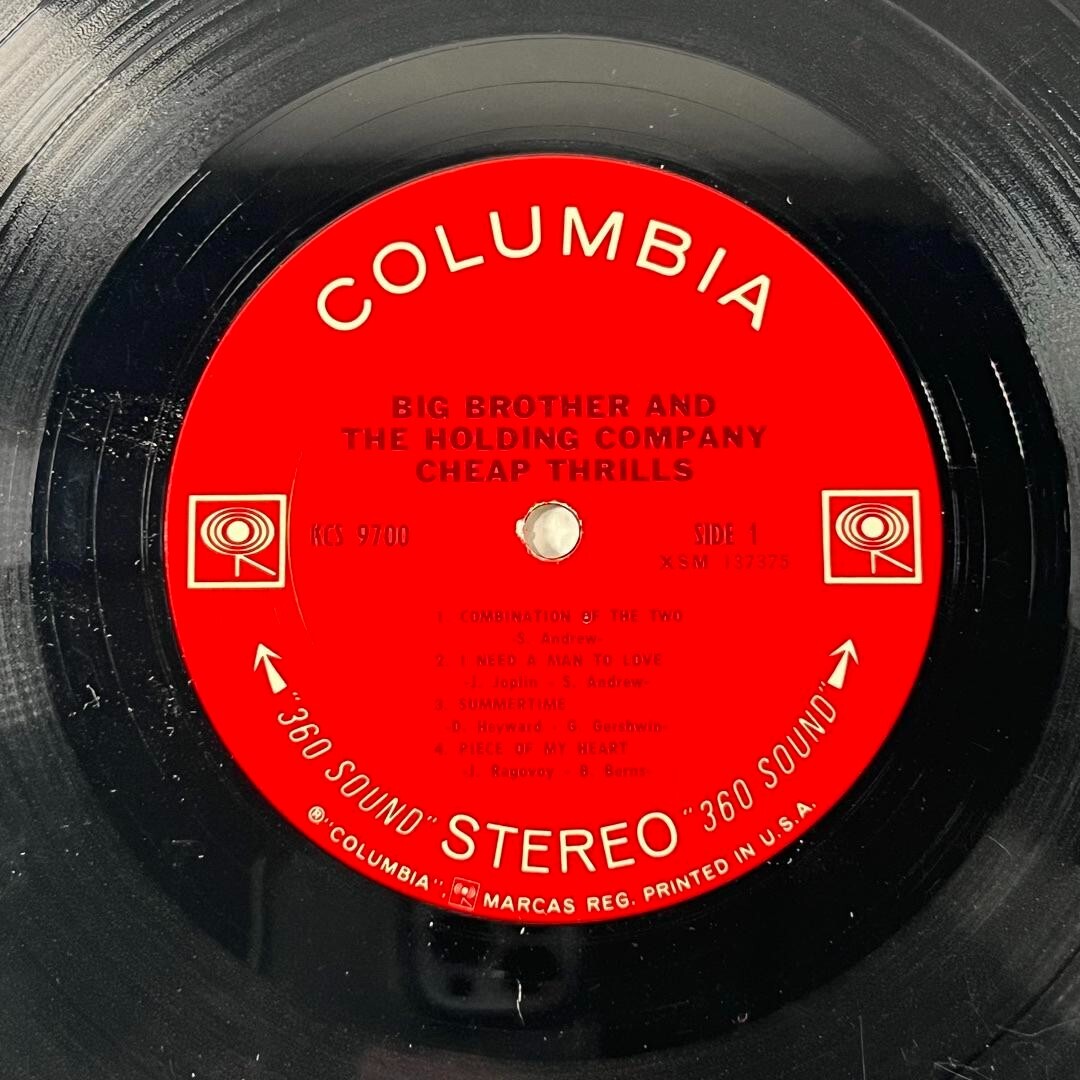 COLUMBIA
BIG BROTHER AND
THE HOLDING COMPANY
CHEAP THRILLS
KCS 9700
SIDE 1
XSM 137375
1. COMBINATION OF THE TWO
-S. Andrew-
2. I NEED A MAN TO LOVE
-J. Joplin - S. Andrew-
3. SUMMERTIME
-D. Heyward - G. Gershwin-
4. PIECE OF MY HEART
-J. Ragovoy - B. Berns-
"360 SOUND" STEREO "360 SOUND"
®"COLUMBIA", MARCAS REG. PRINTED IN U.S.A.